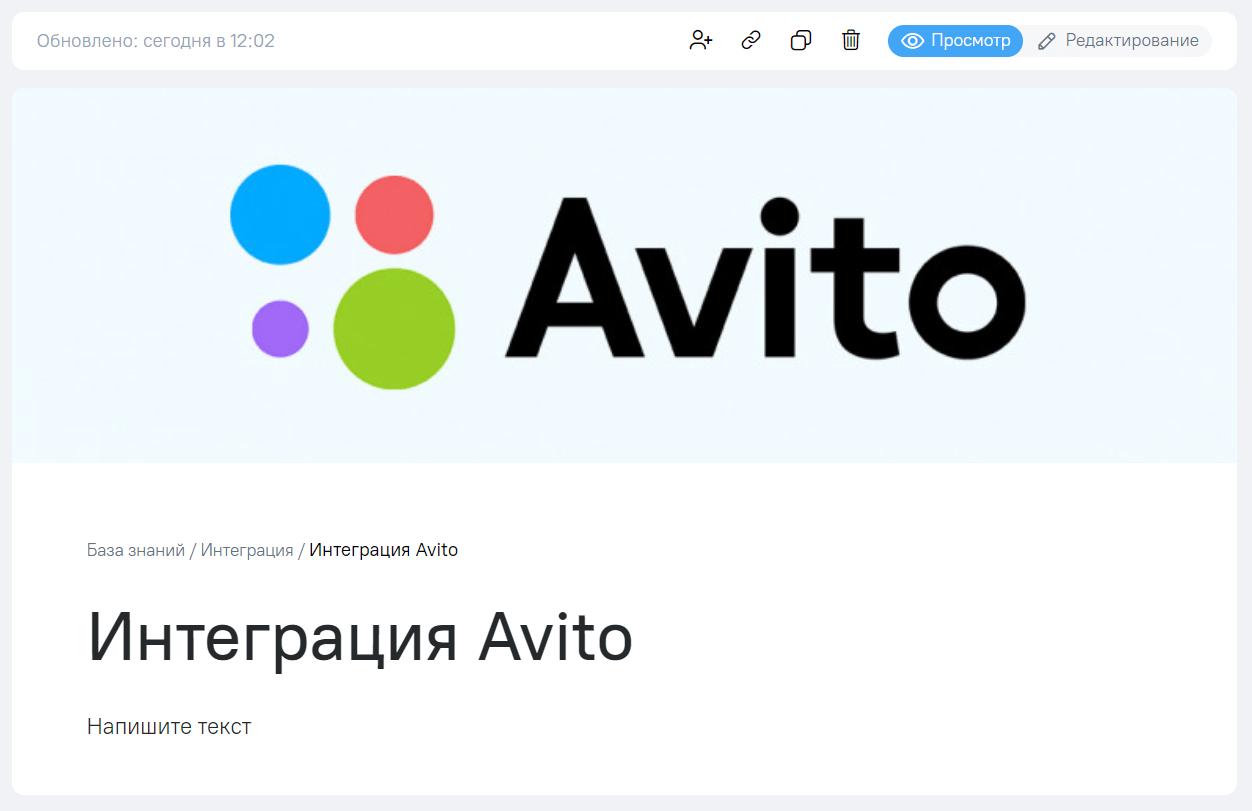 Обновлено: сегодня в 12:02
Просмотр
Редактирование
Avito
База знаний / Интеграция / Интеграция Avito
Интеграция Avito
Напишите текст